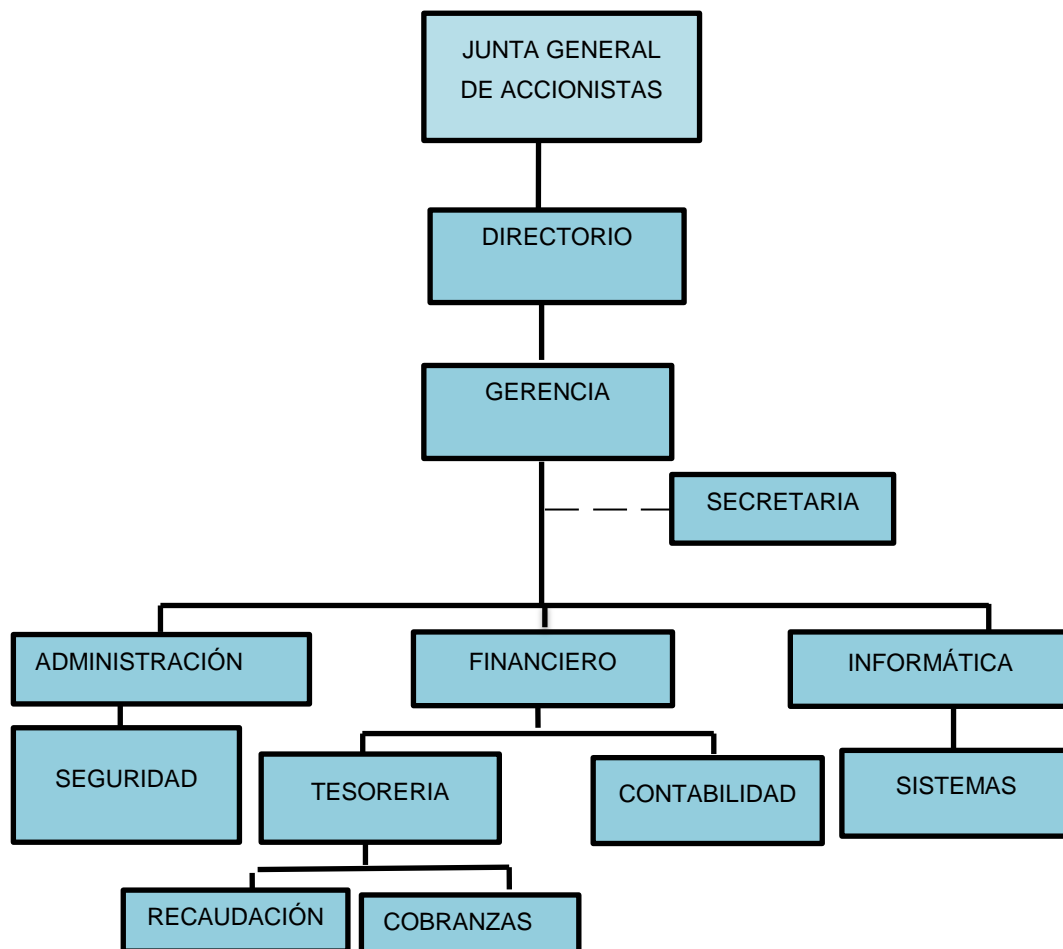 JUNTA GENERAL
DE ACCIONISTAS
DIRECTORIO
GERENCIA
SECRETARIA
ADMINISTRACIÓN
FINANCIERO
INFORMÁTICA
SEGURIDAD
TESORERIA
CONTABILIDAD
SISTEMAS
RECAUDACIÓN
COBRANZAS